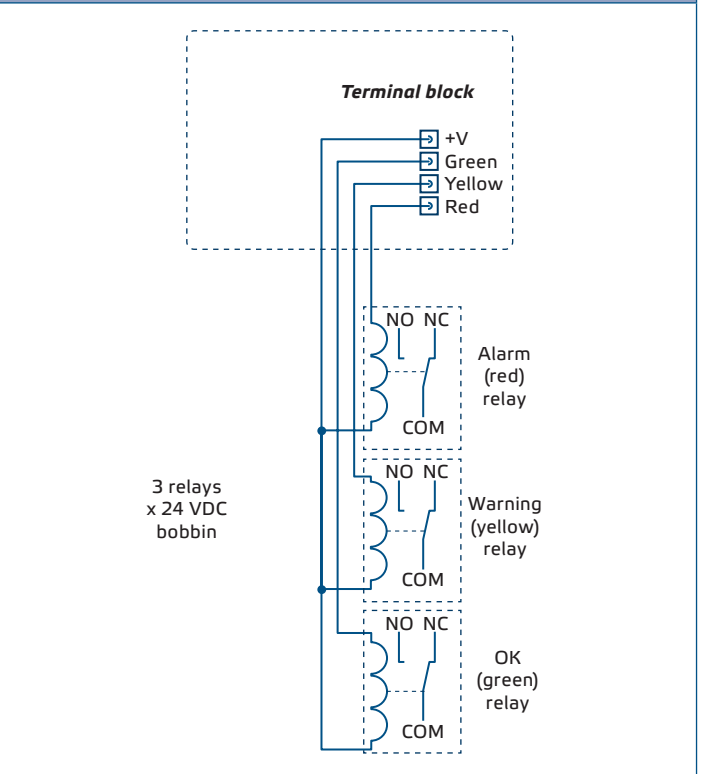 Terminal block
+V
Green
Yellow
Red
NO NC
Alarm
(red)
relay
COM
3 relays
x 24 VDC
bobbin
NO NC
Warning
(yellow)
relay
COM
NO NC
OK
(green)
relay
COM